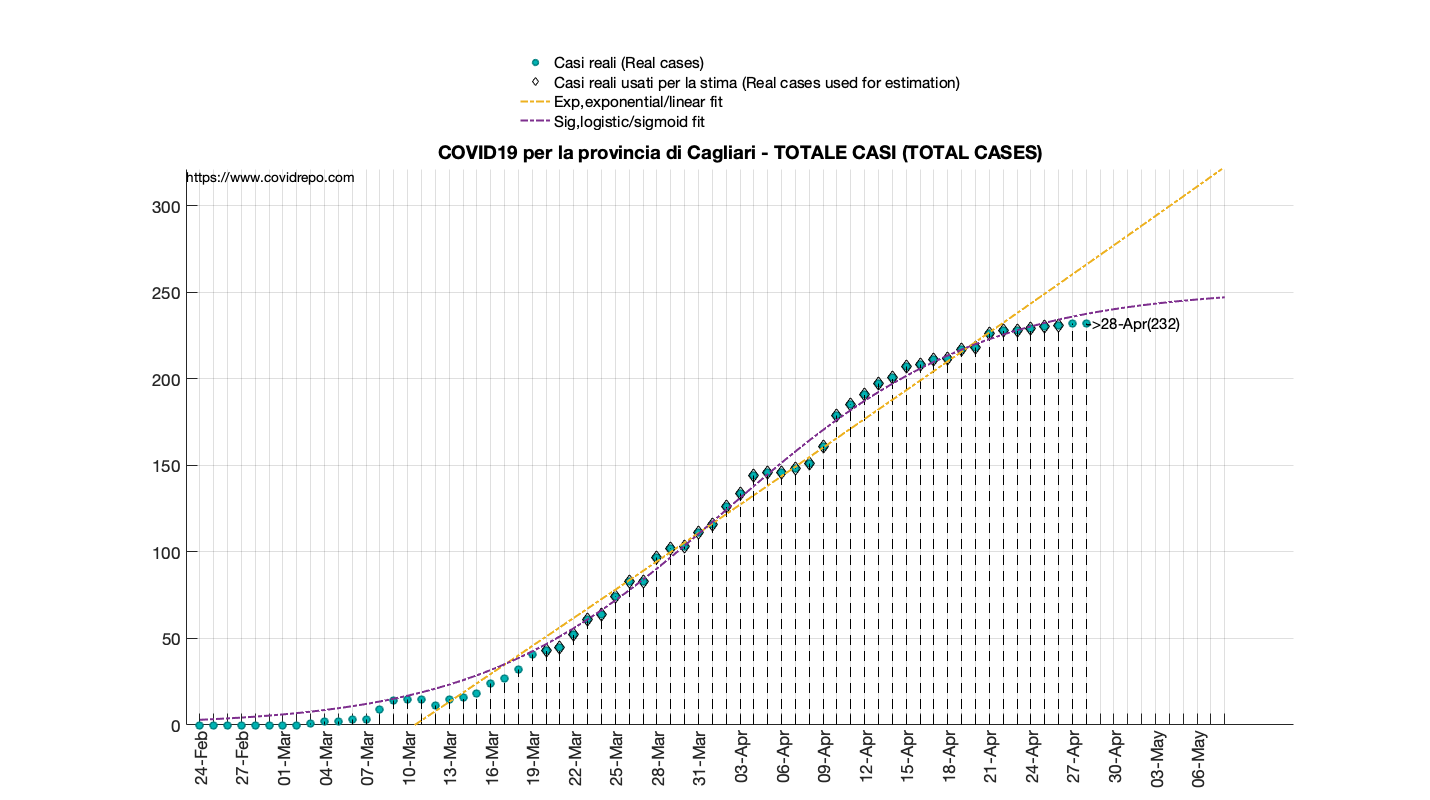 Casi reali (Real cases)
Casi reali usati per la stima (Real cases used for estimation)
Exp,exponential/linear fit
Sig,logistic/sigmoid fit
COVID19 per la provincia di Cagliari - TOTALE CASI (TOTAL CASES)
https://www.covidrepo.com
300
250
->28-Apr(232)
200
150
100
50
0
24-Feb
27-Feb
01-Mar
04-Mar
07-Mar
10-Mar
13-Mar
16-Mar
19-Mar
22-Mar
25-Mar
28-Mar
31-Mar
03-Apr
06-Apr
09-Apr
12-Apr
15-Apr
18-Apr
21-Apr
24-Apr
27-Apr
30-Apr
03-May
06-May